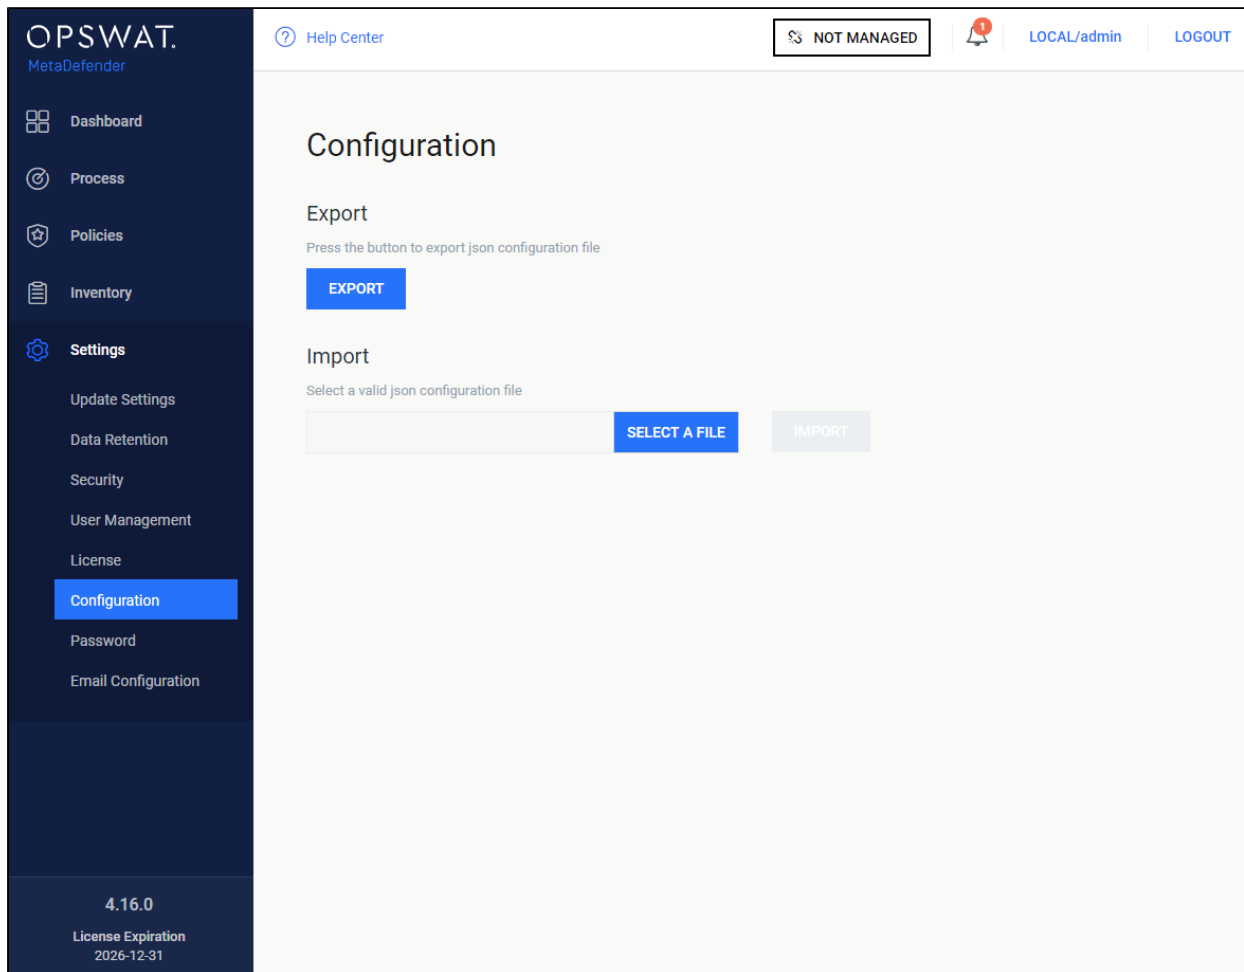 OPSWAT.
MetaDefender
Help Center
NOT MANAGED
1
LOCAL/admin
LOGOUT
Dashboard
Process
Policies
Inventory
Settings
Update Settings
Data Retention
Security
User Management
License
Configuration
Password
Email Configuration
4.16.0
License Expiration
2026-12-31
Configuration
Export
Press the button to export json configuration file
EXPORT
Import
Select a valid json configuration file
SELECT A FILE
IMPORT